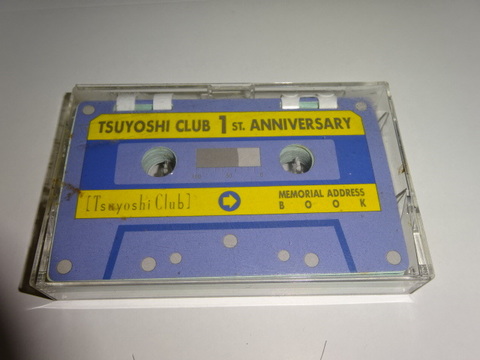 TSUYOSHI CLUB 1 ST. ANNIVERSARY
[Tsuyoshi Club]
MEMORIAL ADDRESS
BOOK